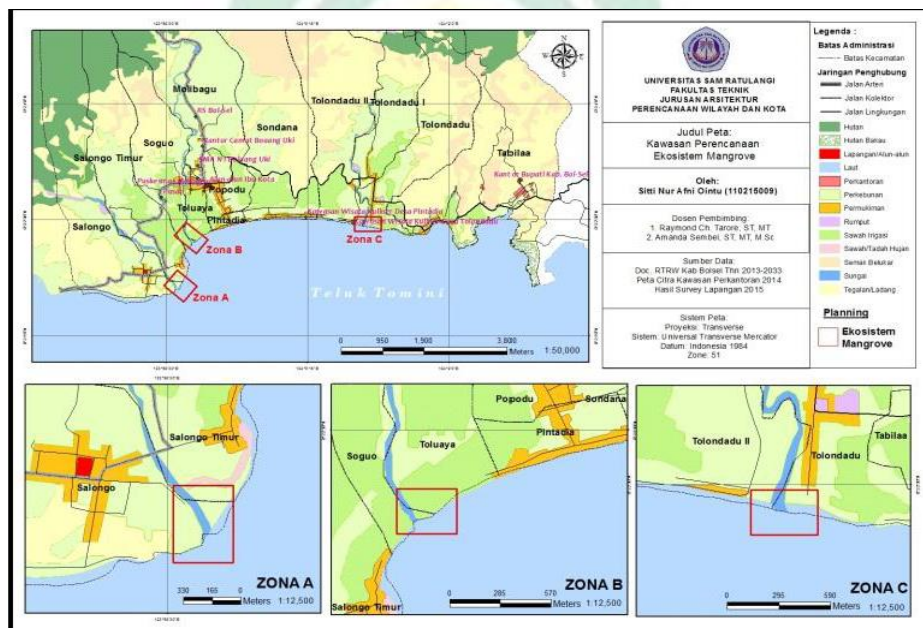 Molibagu
RS Bolsel
Tolondadu II
Tolondadu I
Sondana
Tolondadu
Soguo
Kantor Camat Bolaang Uki
Salongo Timur
Tabilaa
Popodu
Toluaya
Pintadia
Salongo
Kawasan Wisata Kuliner Desa Pintadia
Zona B
Zona C
Zona A
Teluk Tomini
0 950 1,900 3,800
Meters 1:50,000
UNIVERSITAS SAM RATULANGI
FAKULTAS TEKNIK
JURUSAN ARSITEKTUR
PERENCANAAN WILAYAH DAN KOTA
Judul Peta:
Kawasan Perencanaan
Ekosistem Mangrove
Oleh:
Sitti Nur Afni Ointu (110215009)
Dosen Pembimbing:
1. Raymond Ch. Tarore, ST, MT
2. Amanda Sembel, ST, MT, M.Sc
Sumber Data:
Doc. RTRW Kab Bolsel Thn 2013-2033
Peta Citra Kawasan Perkantoran 2014
Hasil Survey Lapangan 2015
Sistem Peta:
Proyeksi: Transverse
Sistem: Universal Transverse Mercator
Datum: Indonesia 1984
Zone: 51
Legenda :
Batas Administrasi
Batas Kecamatan
Jaringan Penghubung
Jalan Arteri
Jalan Kolektor
Jalan Lingkungan
Hutan
Hutan Bakau
Lapangan/Alun-alun
Laut
Perkantoran
Perkebunan
Permukiman
Rumput
Sawah Irigasi
Sawah/Tadah Hujan
Semak Belukar
Sungai
Tegalan/Ladang
Planning
Ekosistem
Mangrove
Salongo Timur
Salongo
330 165 0
Meters 1:12,500
ZONA A
Popodu
Sondana
Pintadia
Toluaya
Soguo
Salongo Timur
0 285 570
Meters 1:12,500
ZONA B
Tolondadu II
Tabilaa
Tolondadu
0 295 590
Meters 1:12,500
ZONA C